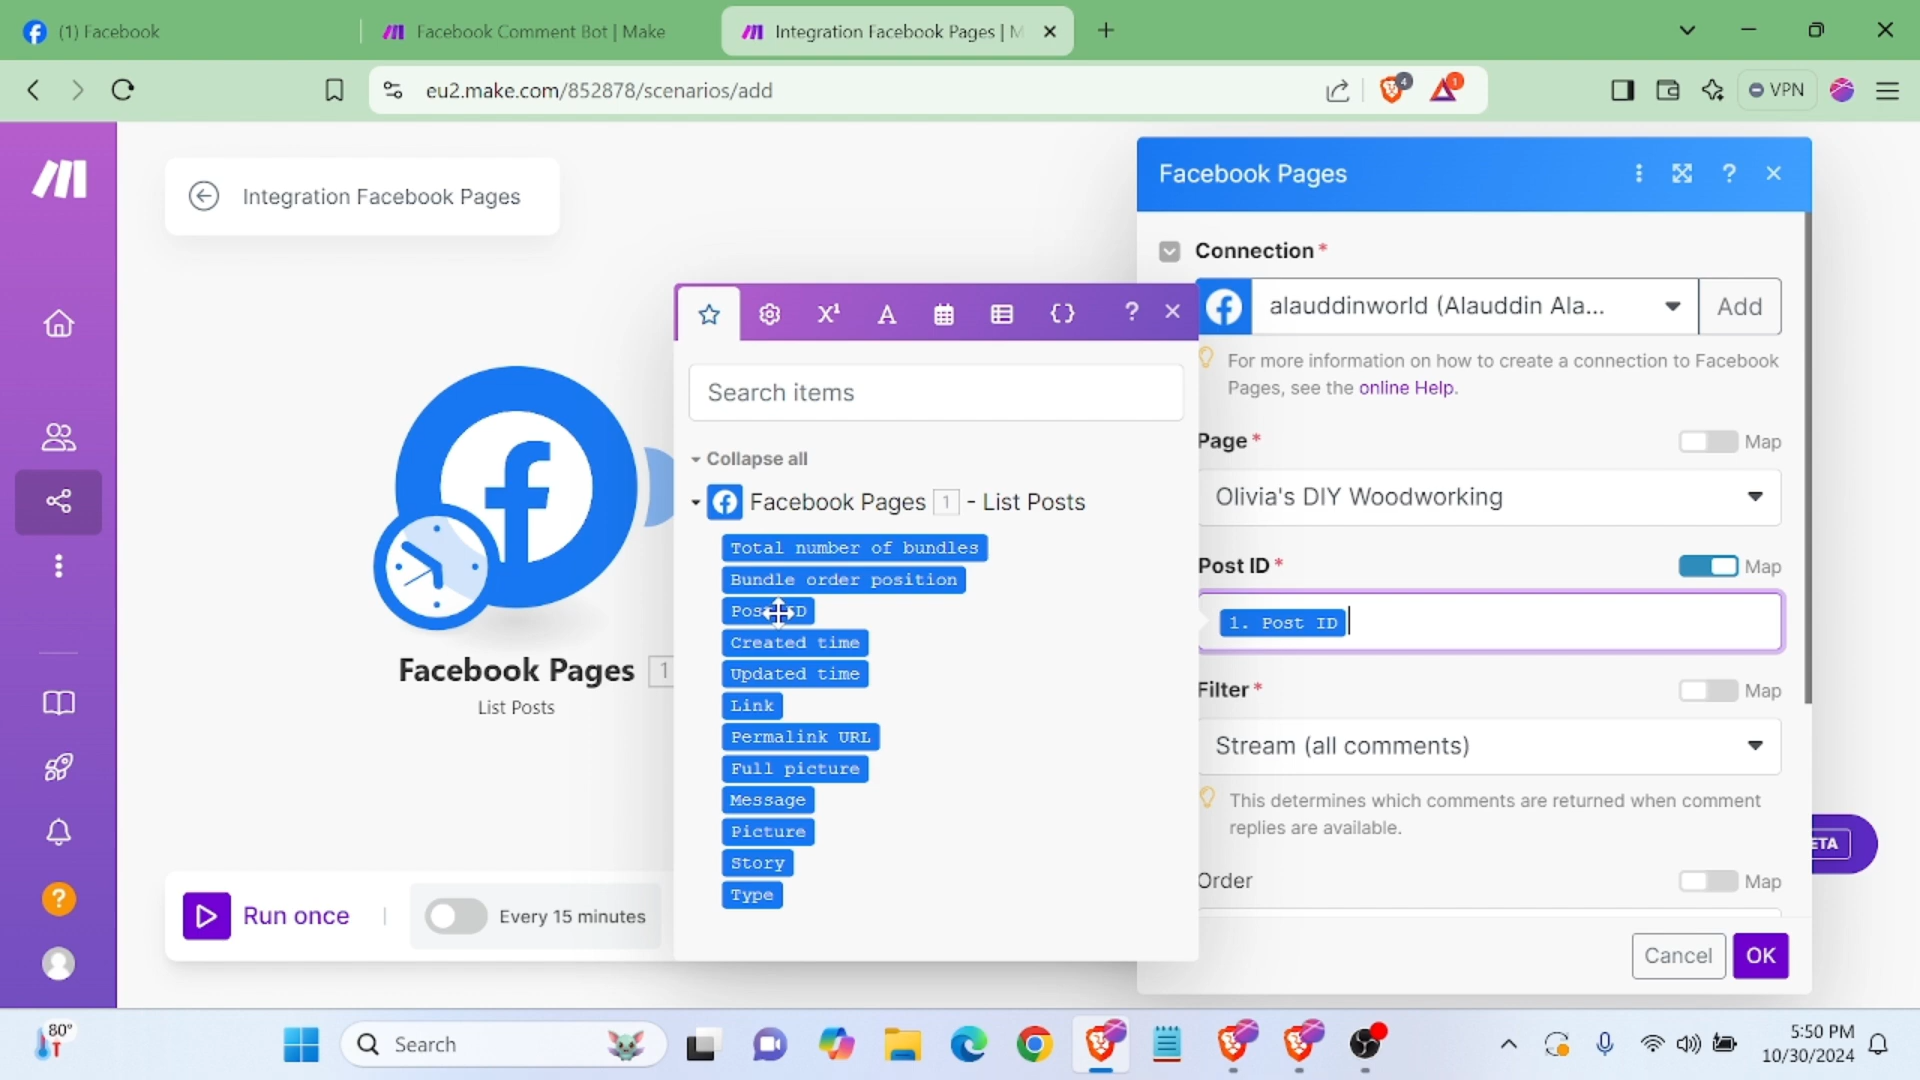 (1) Facebook
Facebook Comment Bot | Make
Integration Facebook Pages | M
eu2.make.com/852878/scenarios/add
4
1
VPN
Integration Facebook Pages
Facebook Pages 1
List Posts
Run once
Every 15 minutes
Search items
Collapse all
Facebook Pages 1 - List Posts
Total number of bundles
Bundle order position
Post ID
Created time
Updated time
Link
Permalink URL
Full picture
Message
Picture
Story
Type
Facebook Pages
Connection *
alauddinworld (Alauddin Ala...
Add
For more information on how to create a connection to Facebook
Pages, see the online Help.
Page *
Map
Olivia's DIY Woodworking
Post ID *
Map
1. Post ID
Filter *
Map
Stream (all comments)
This determines which comments are returned when comment
replies are available.
Order
Map
Cancel
OK
ETA
80°
Search
5:50 PM
10/30/2024